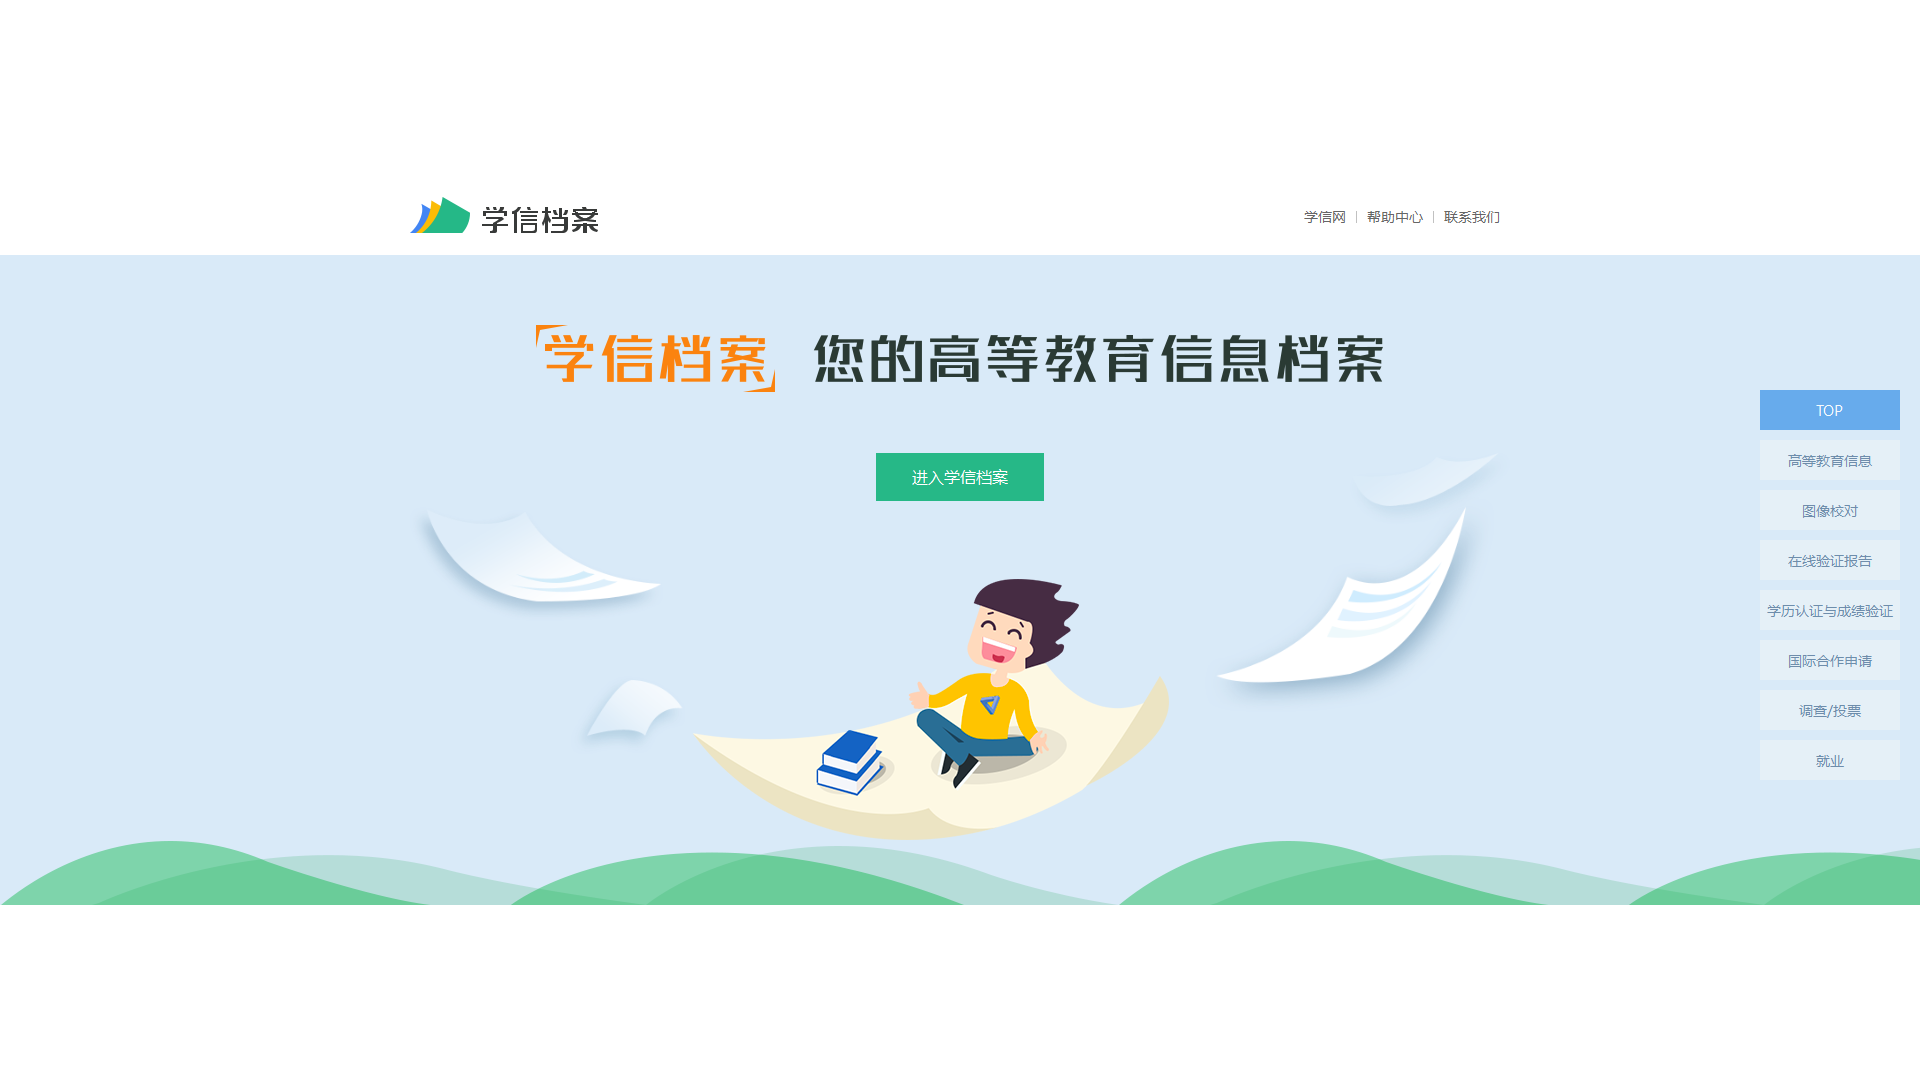 学信档案
学信网 帮助中心 联系我们
学信档案 您的高等教育信息档案
进入学信档案
TOP
高等教育信息
图像校对
在线验证报告
学历认证与成绩验证
国际合作申请
调查/投票
就业